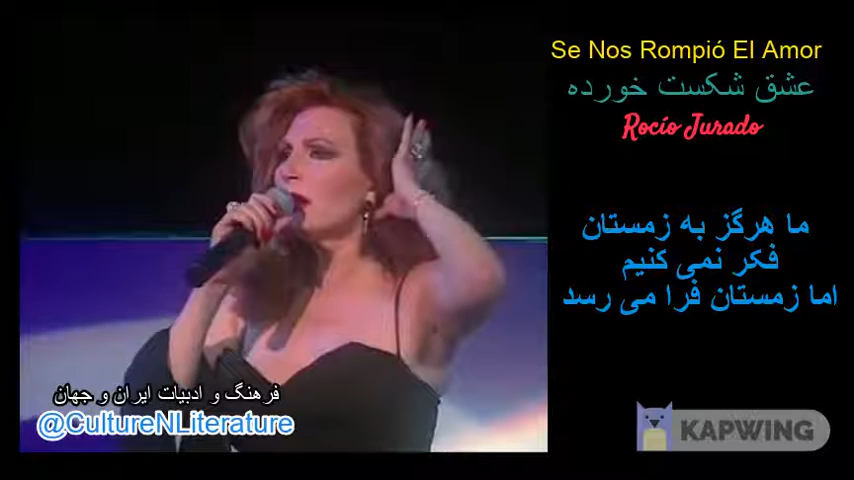 Se Nos Rompió El Amor
عشق شکست خورده
Rocío Jurado
ما هرگز به زمستان
فکر نمی کنیم
اما زمستان فرا می رسد
فرهنگ و ادبیات ایران و جهان
@CultureNLiterature
KAPWING